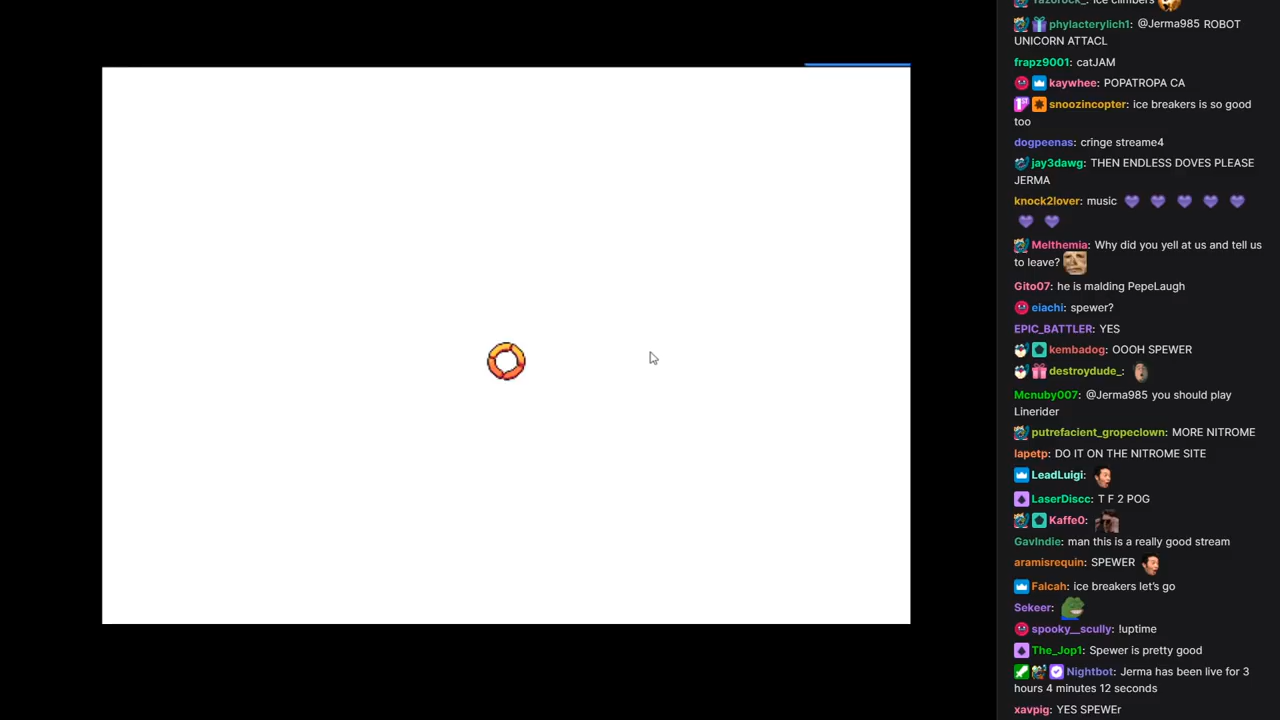 Yazorock_: ice climbers
phylacterylich1: @Jerma985 ROBOT
UNICORN ATTACL
frapz9001: catJAM
kaywhee: POPATROPA CA
snoozincopter: ice breakers is so good
too
dogpeenas: cringe streame4
jay3dawg: THEN ENDLESS DOVES PLEASE
JERMA
knock2lover: music
Melthemia: Why did you yell at us and tell us
to leave?
Gito07: he is malding PepeLaugh
eiachi: spewer?
EPIC_BATTLER: YES
kembadog: OOOH SPEWER
destroydude_:
Mcnuby007: @Jerma985 you should play
Linerider
putrefacient_gropeclown: MORE NITROME
lapetp: DO IT ON THE NITROME SITE
LeadLuigi:
LaserDiscc: T F 2 POG
Kaffe0:
GavIndie: man this is a really good stream
aramisrequin: SPEWER
Falcah: ice breakers let's go
Sekeer:
spooky__scully: !uptime
The_Jop1: Spewer is pretty good
Nightbot: Jerma has been live for 3
hours 4 minutes 12 seconds
xavpig: YES SPEWEr